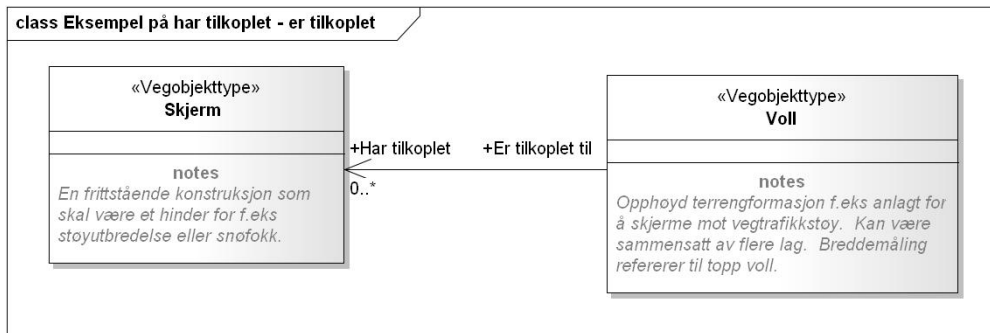 class Eksempel på har tilkoplet - er tilkoplet
«Vegobjekttype»
Skjerm
notes
En frittstående konstruksjon som
skal være et hinder for f.eks
støyutbredelse eller snøfokk.
+Har tilkoplet
0..*
+Er tilkoplet til
«Vegobjekttype»
Voll
notes
Opphøyd terrengformasjon f.eks anlagt for
å skjerme mot vegtrafikkstøy.  Kan være
sammensatt av flere lag.  Breddemåling
refererer til topp voll.